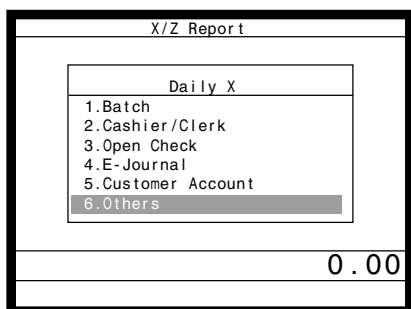 X/Z Report
Daily X
1.Batch
2.Cashier/Clerk
3.Open Check
4.E-Journal
5.Customer Account
6.Others
0.00